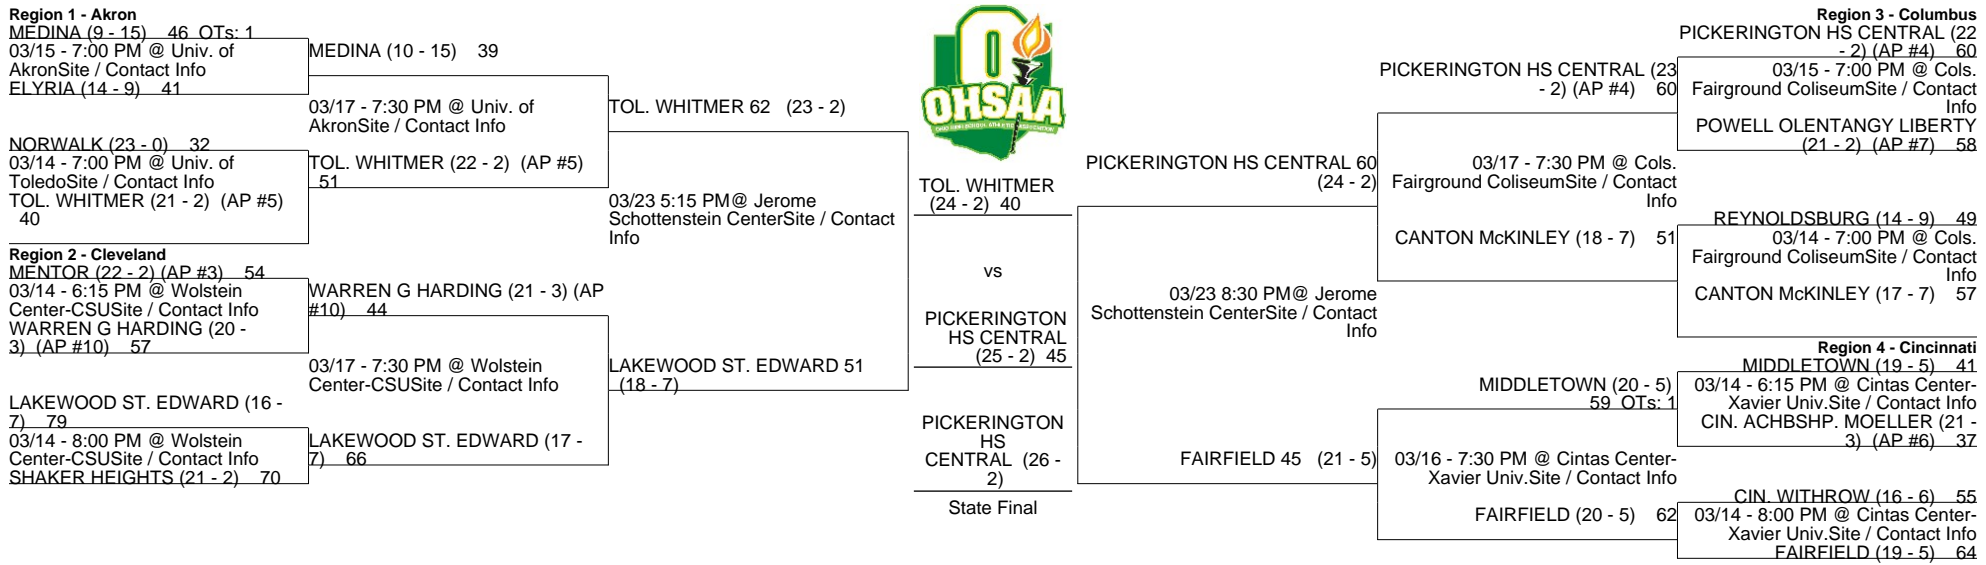 Region 1 - Akron
MEDINA (9 - 15) 46 OTs: 1
03/15 - 7:00 PM @ Univ. of
AkronSite / Contact Info
ELYRIA (14 - 9) 41
NORWALK (23 - 0) 32
03/14 - 7:00 PM @ Univ. of
ToledoSite / Contact Info
TOL. WHITMER (21 - 2) (AP #5)
40
Region 2 - Cleveland
MENTOR (22 - 2) (AP #3) 54
03/14 - 6:15 PM @ Wolstein
Center-CSUSite / Contact Info
WARREN G HARDING (20 -
3) (AP #10) 57
LAKEWOOD ST. EDWARD (16 -
7) 79
03/14 - 8:00 PM @ Wolstein
Center-CSUSite / Contact Info
SHAKER HEIGHTS (21 - 2) 70
MEDINA (10 - 15) 39
03/17 - 7:30 PM @ Univ. of
AkronSite / Contact Info
TOL. WHITMER (22 - 2) (AP #5)
51
WARREN G HARDING (21 - 3) (AP
#10) 44
03/17 - 7:30 PM @ Wolstein
Center-CSUSite / Contact Info
LAKEWOOD ST. EDWARD (17 -
7) 66
TOL. WHITMER 62 (23 - 2)
03/23 5:15 PM@ Jerome
Schottenstein CenterSite / Contact
Info
LAKEWOOD ST. EDWARD 51
(18 - 7)
OHSAA
TOL. WHITMER
(24 - 2) 40
vs
PICKERINGTON
HS CENTRAL
(25 - 2) 45
PICKERINGTON
HS
CENTRAL (26 -
2)
State Final
PICKERINGTON HS CENTRAL 60
(24 - 2)
03/23 8:30 PM@ Jerome
Schottenstein CenterSite / Contact
Info
FAIRFIELD 45 (21 - 5)
PICKERINGTON HS CENTRAL (23
- 2) (AP #4) 60
03/17 - 7:30 PM @ Cols.
Fairground ColiseumSite / Contact
Info
CANTON McKINLEY (18 - 7) 51
MIDDLETOWN (20 - 5)
59 OTs: 1
03/16 - 7:30 PM @ Cintas Center-
Xavier Univ.Site / Contact Info
FAIRFIELD (20 - 5) 62
Region 3 - Columbus
PICKERINGTON HS CENTRAL (22
- 2) (AP #4) 60
03/15 - 7:00 PM @ Cols.
Fairground ColiseumSite / Contact
Info
POWELL OLENTANGY LIBERTY
(21 - 2) (AP #7) 58
REYNOLDSBURG (14 - 9) 49
03/14 - 7:00 PM @ Cols.
Fairground ColiseumSite / Contact
Info
CANTON McKINLEY (17 - 7) 57
Region 4 - Cincinnati
MIDDLETOWN (19 - 5) 41
03/14 - 6:15 PM @ Cintas Center-
Xavier Univ.Site / Contact Info
CIN. ACHBSHP. MOELLER (21 -
3) (AP #6) 37
CIN. WITHROW (16 - 6) 55
03/14 - 8:00 PM @ Cintas Center-
Xavier Univ.Site / Contact Info
FAIRFIELD (19 - 5) 64